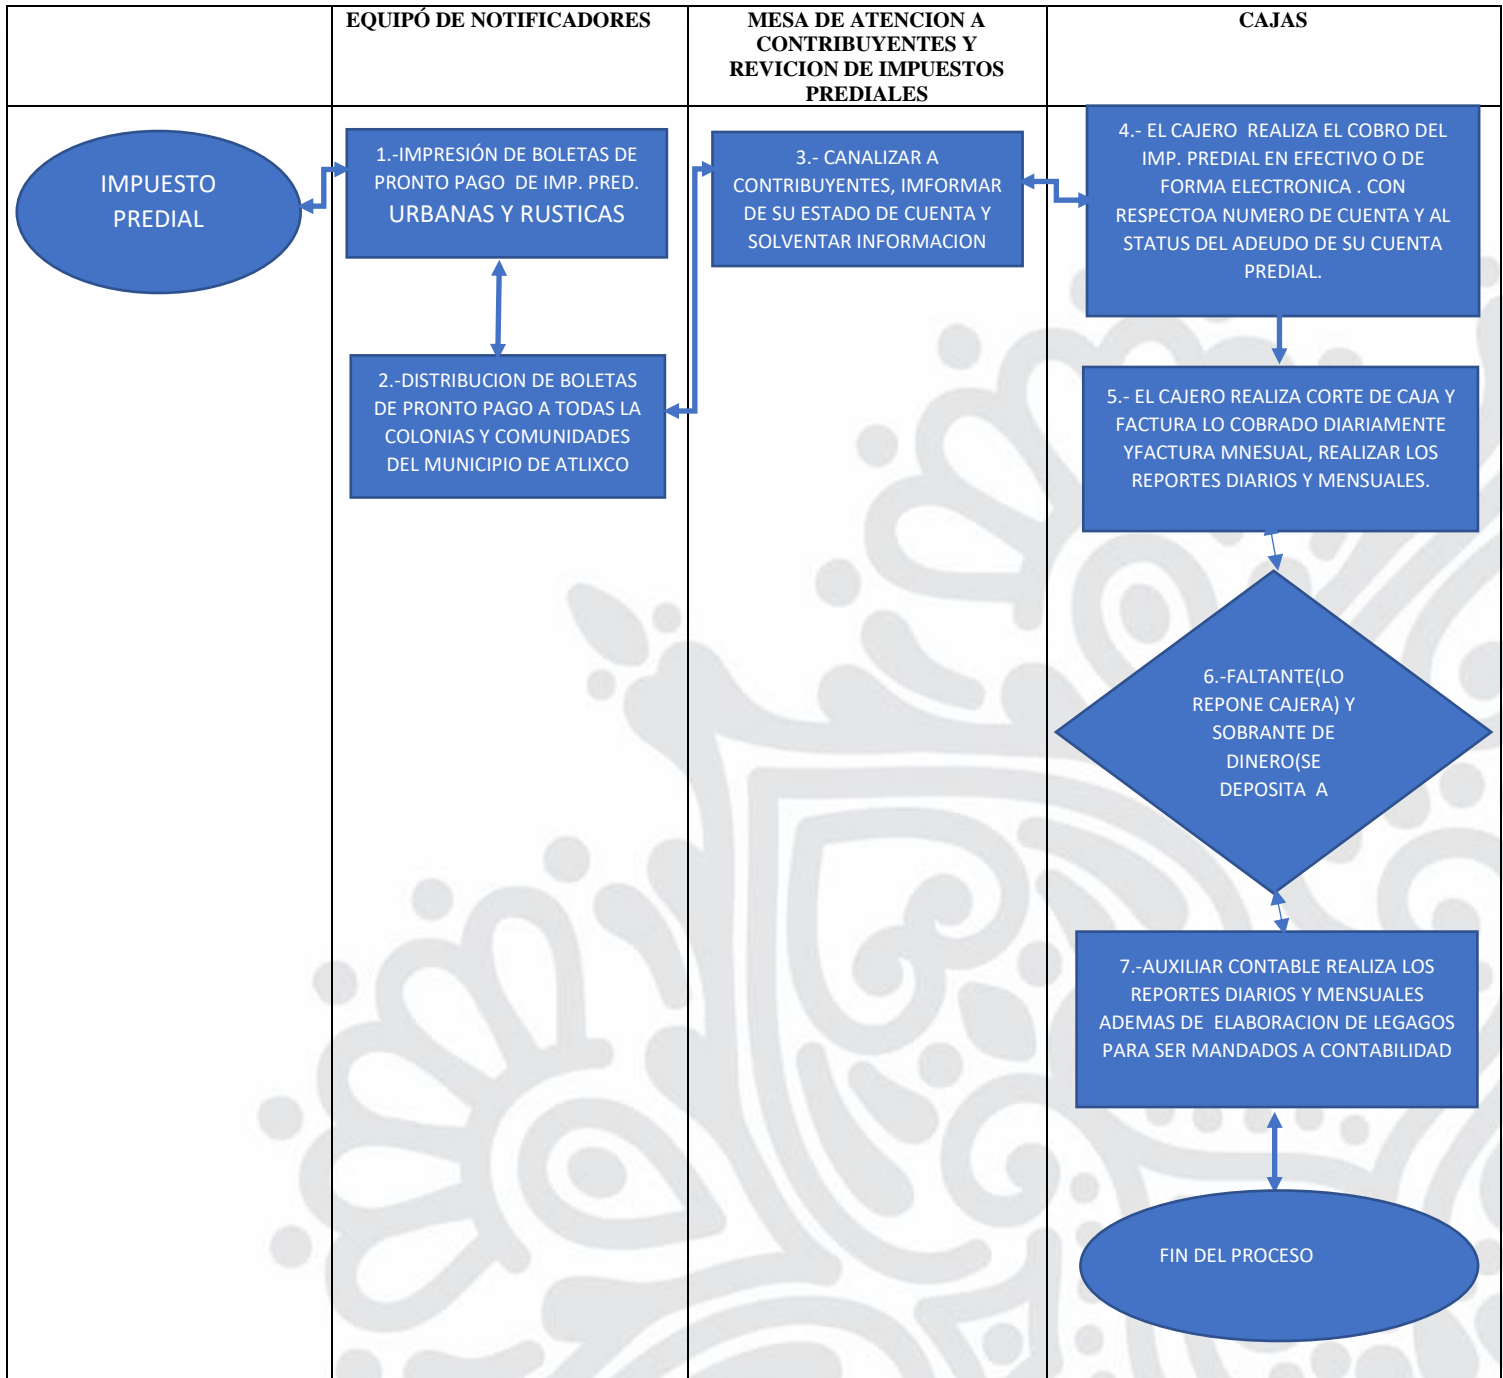 EQUIPÓ DE NOTIFICADORES
MESA DE ATENCION A
CONTRIBUYENTES Y
REVICION DE IMPUESTOS
PREDIALES
CAJAS
IMPUESTO
PREDIAL
1.-IMPRESIÓN DE BOLETAS DE
PRONTO PAGO DE IMP. PRED.
URBANAS Y RUSTICAS
2.-DISTRIBUCION DE BOLETAS
DE PRONTO PAGO A TODAS LA
COLONIAS Y COMUNIDADES
DEL MUNICIPIO DE ATLIXCO
3.- CANALIZAR A
CONTRIBUYENTES, IMFORMAR
DE SU ESTADO DE CUENTA Y
SOLVENTAR INFORMACION
4.- EL CAJERO REALIZA EL COBRO DEL
IMP. PREDIAL EN EFECTIVO O DE
FORMA ELECTRONICA . CON
RESPECTOA NUMERO DE CUENTA Y AL
STATUS DEL ADEUDO DE SU CUENTA
PREDIAL.
5.- EL CAJERO REALIZA CORTE DE CAJA Y
FACTURA LO COBRADO DIARIAMENTE
YFACTURA MNESUAL, REALIZAR LOS
REPORTES DIARIOS Y MENSUALES.
6.-FALTANTE(LO
REPONE CAJERA) Y
SOBRANTE DE
DINERO(SE
DEPOSITA A
7.-AUXILIAR CONTABLE REALIZA LOS
REPORTES DIARIOS Y MENSUALES
ADEMAS DE ELABORACION DE LEGAGOS
PARA SER MANDADOS A CONTABILIDAD
FIN DEL PROCESO